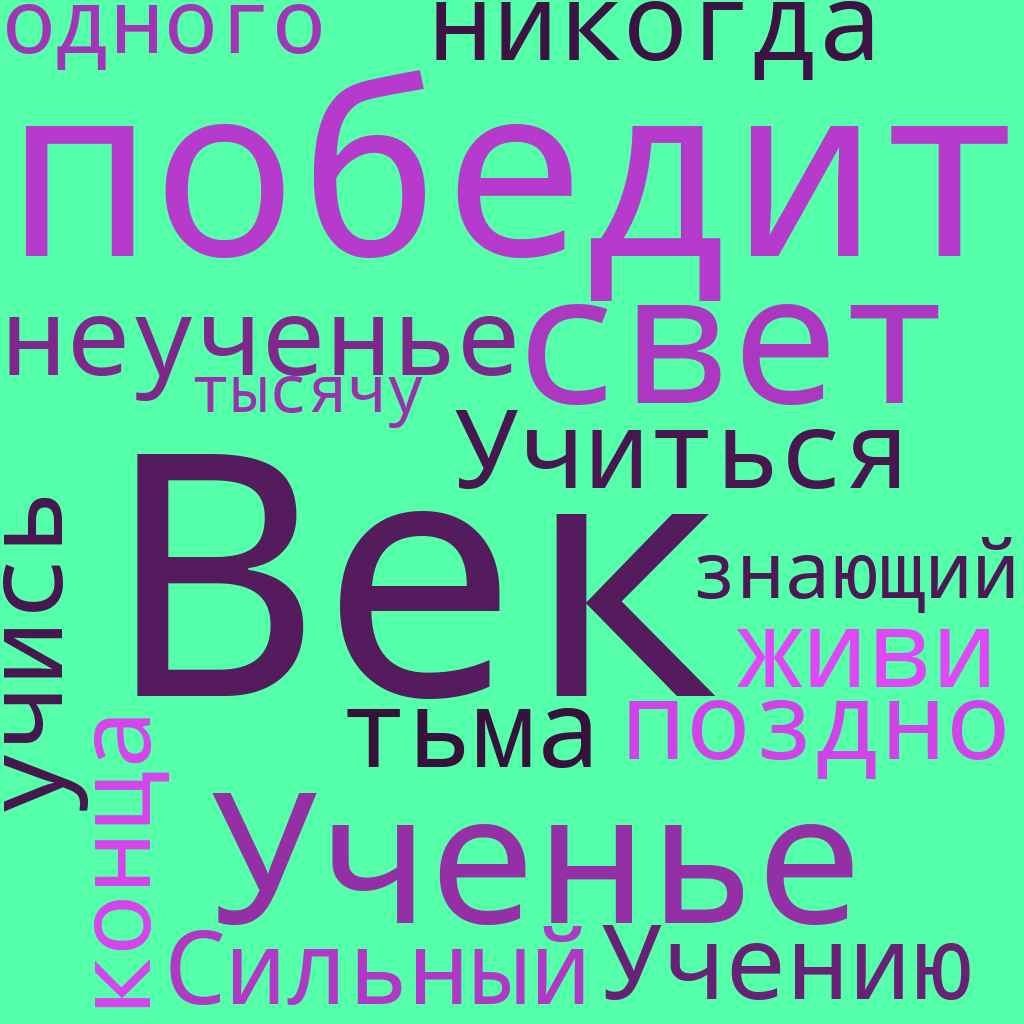 одного никогда
победит
неученье свет
тысячу
Учиться
Век
учись
знающий
живи
тьма поздно
конца
Ученье
Сильный Учению